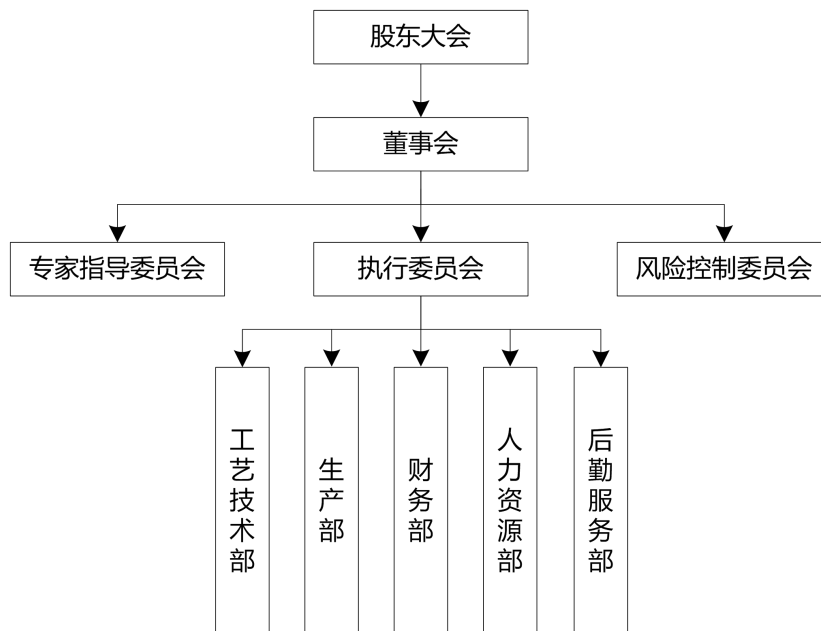 股东大会
董事会
专家指导委员会
执行委员会
风险控制委员会
工艺技术部
生产部
财务部
人力资源部
后勤服务部